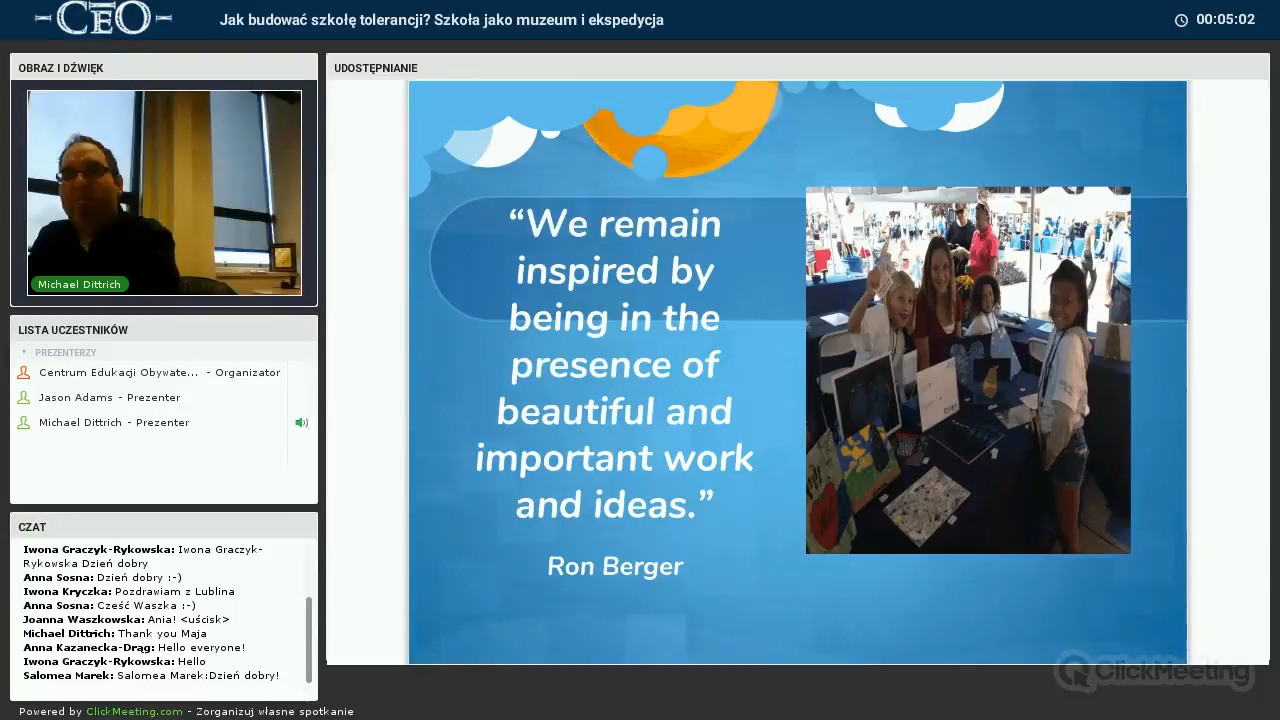 CEO
Jak budować szkołę tolerancji? Szkoła jako muzeum i ekspedycja
00:05:02
OBRAZ I DŹWIĘK
Michael Dittrich
LISTA UCZESTNIKÓW
PREZENTERZY
Centrum Edukacji Obywate... - Organizator
Jason Adams - Prezenter
Michael Dittrich - Prezenter
CZAT
Iwona Graczyk-Rykowska: Iwona Graczyk-
Rykowska Dzień dobry
Anna Sosna: Dzień dobry :-)
Iwona Kryczka: Pozdrawiam z Lublina
Anna Sosna: Cześć Waszka :-)
Joanna Waszkowska: Ania! <uścisk>
Michael Dittrich: Thank you Maja
Anna Kazanecka-Drąg: Hello everyone!
Iwona Graczyk-Rykowska: Hello
Salomea Marek: Salomea Marek:Dzień dobry!
UDOSTĘPNIANIE
“We remain
inspired by
being in the
presence of
beautiful and
important work
and ideas.”
Ron Berger
ClickMeeting
Powered by ClickMeeting.com - Zorganizuj własne spotkanie